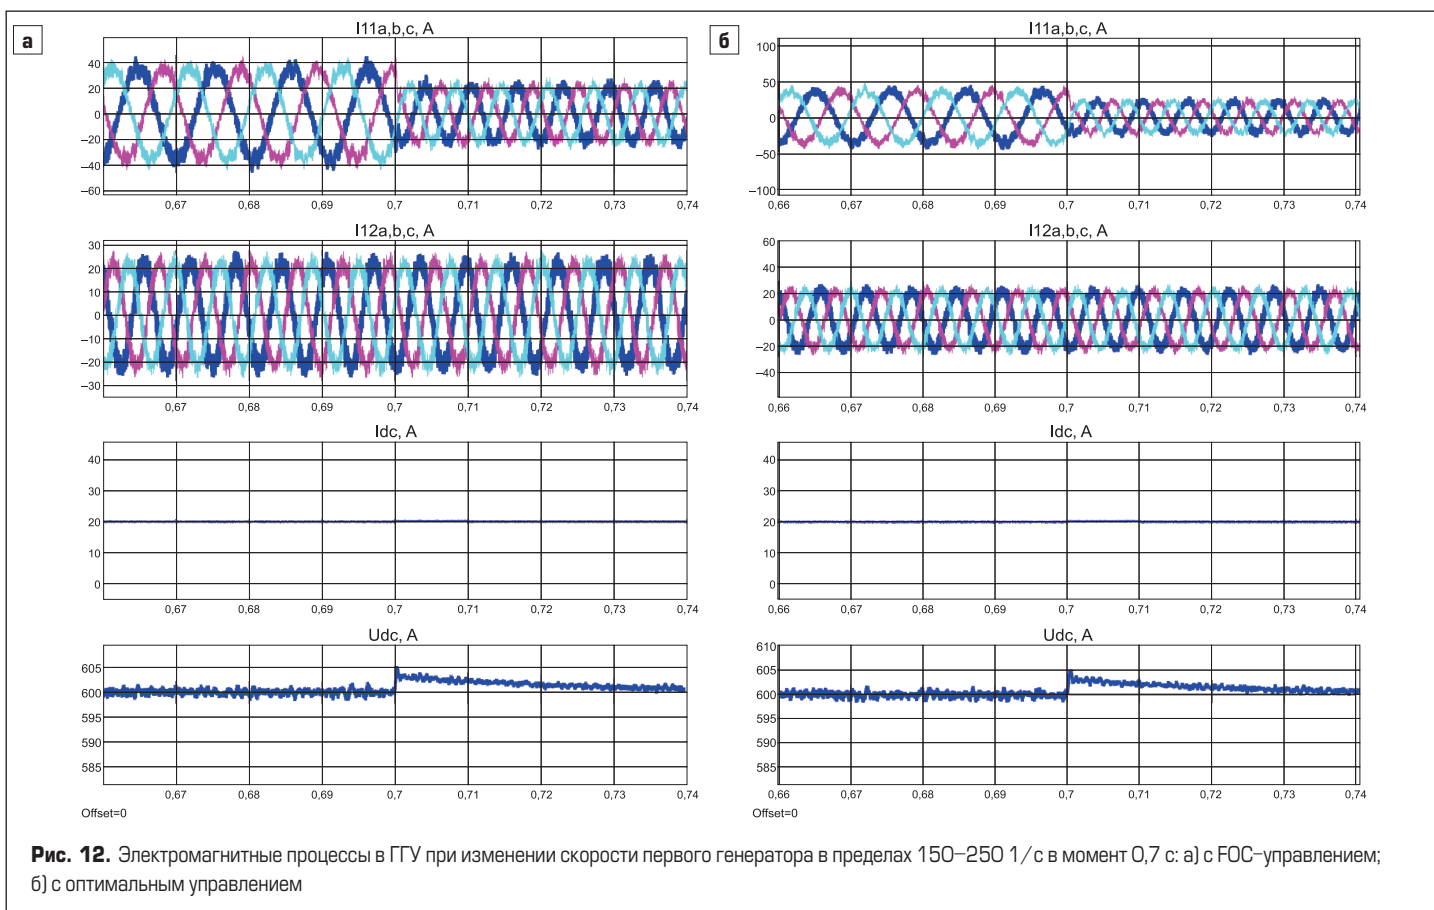 а
I11a,b,c, A
40
20
0
–20
–40
–60
0,67 0,68 0,69 0,7 0,71 0,72 0,73 0,74
I12a,b,c, A
30
20
10
0
–10
–20
–30
0,67 0,68 0,69 0,7 0,71 0,72 0,73 0,74
Idc, A
40
30
20
10
0
0,67 0,68 0,69 0,7 0,71 0,72 0,73 0,74
Udc, A
605
600
595
590
585
0,67 0,68 0,69 0,7 0,71 0,72 0,73 0,74
Offset=0
б
I11a,b,c, A
100
50
0
–50
–100
0,66 0,67 0,68 0,69 0,7 0,71 0,72 0,73 0,74
I12a,b,c, A
60
40
20
0
–20
–40
0,66 0,67 0,68 0,69 0,7 0,71 0,72 0,73 0,74
Idc, A
40
30
20
10
0
0,66 0,67 0,68 0,69 0,7 0,71 0,72 0,73 0,74
Udc, A
610
605
600
595
590
585
0,66 0,67 0,68 0,69 0,7 0,71 0,72 0,73 0,74
Offset=0
Рис. 12. Электромагнитные процессы в ГГУ при изменении скорости первого генератора в пределах 150–250 1/с в момент 0,7 с: а) с FOC-управлением;
б) с оптимальным управлением